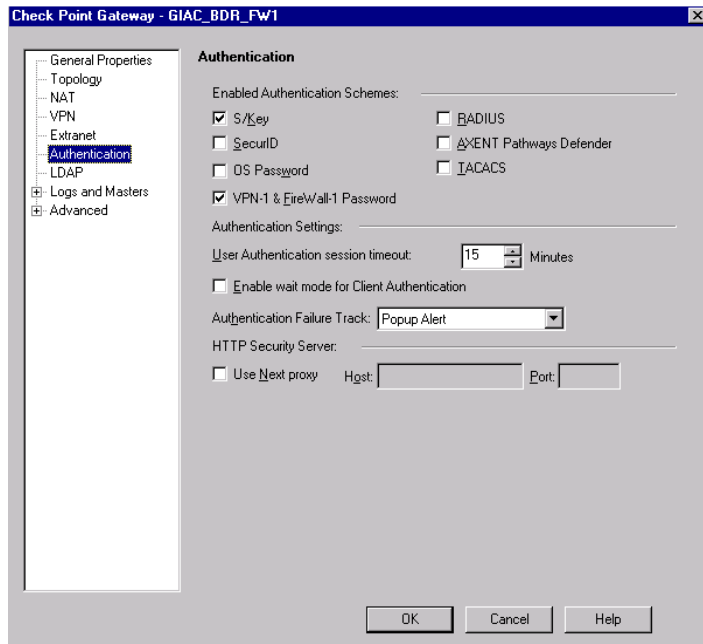 Check Point Gateway - GIAC_BDR_FW1
General Properties
Topology
NAT
VPN
Extranet
Authentication
LDAP
Logs and Masters
Advanced
Authentication
Enabled Authentication Schemes:
S/Key
RADIUS
SecurID
AXENT Pathways Defender
OS Password
TACACS
VPN-1 & FireWall-1 Password
Authentication Settings:
User Authentication session timeout: 15 Minutes
Enable wait mode for Client Authentication
Authentication Failure Track: Popup Alert
HTTP Security Server:
Use Next proxy Host: Port:
OK Cancel Help